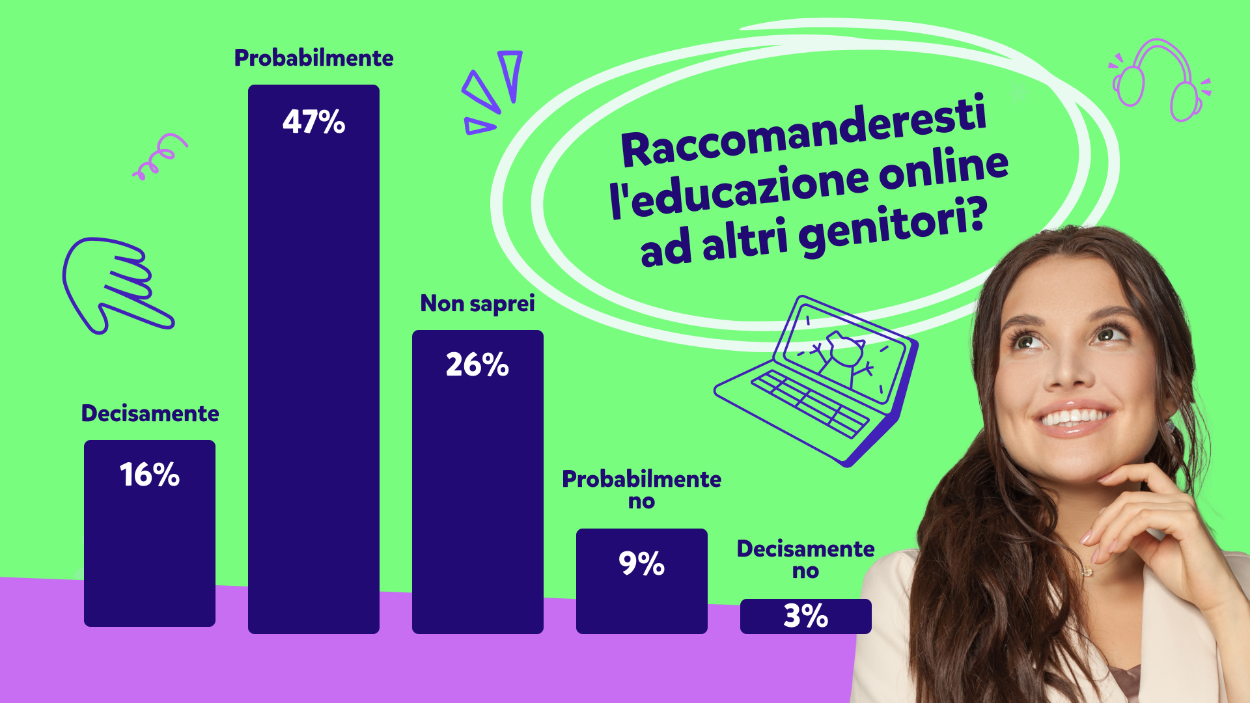 Probabilmente
47%
Raccomanderesti
l'educazione online
ad altri genitori?
Non saprei
26%
Decisamente
16%
Probabilmente
no
9%
Decisamente
no
3%